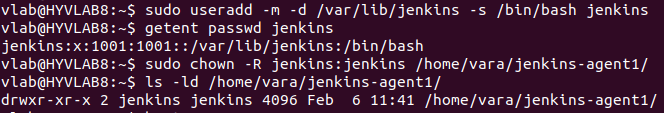 vlab@HYVLAB8:~$ sudo useradd -m -d /var/lib/jenkins -s /bin/bash jenkins
vlab@HYVLAB8:~$ getent passwd jenkins
jenkins:x:1001:1001::/var/lib/jenkins:/bin/bash
vlab@HYVLAB8:~$ sudo chown -R jenkins:jenkins /home/vara/jenkins-agent1/
vlab@HYVLAB8:~$ ls -ld /home/vara/jenkins-agent1/
drwxr-xr-x 2 jenkins jenkins 4096 Feb  6 11:41 /home/vara/jenkins-agent1/